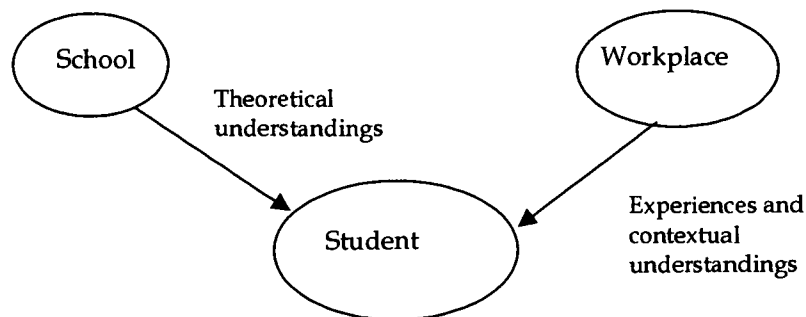 School
Workplace
Theoretical
understandings
Student
Experiences and
contextual
understandings